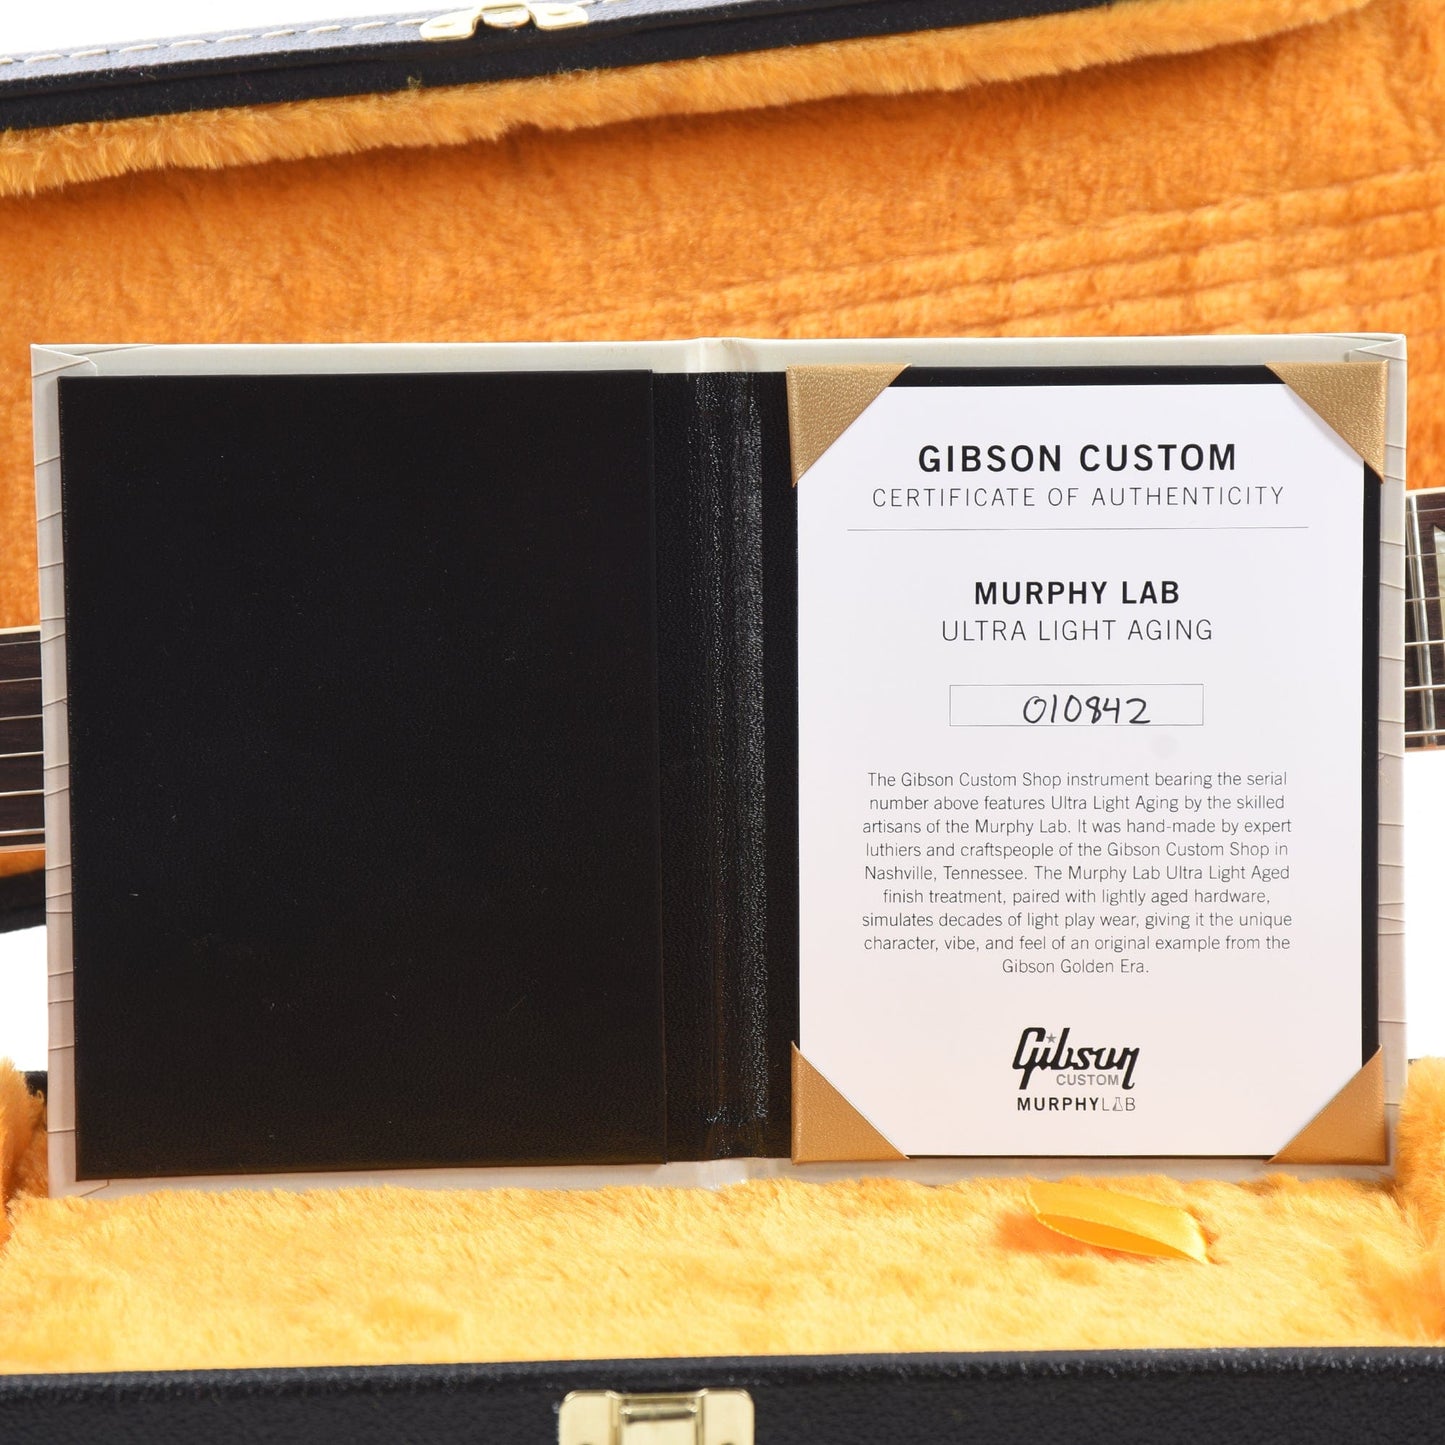 GIBSON CUSTOM
CERTIFICATE OF AUTHENTICITY
MURPHY LAB
ULTRA LIGHT AGING
010842
The Gibson Custom Shop instrument bearing the serial
number above features Ultra Light Aging by the skilled
artisans of the Murphy Lab. It was hand-made by expert
luthiers and craftspeople of the Gibson Custom Shop in
Nashville, Tennessee. The Murphy Lab Ultra Light Aged
finish treatment, paired with lightly aged hardware,
simulates decades of light play wear, giving it the unique
character, vibe, and feel of an original example from the
Gibson Golden Era.
Gibson
CUSTOM
MURPHYLAB